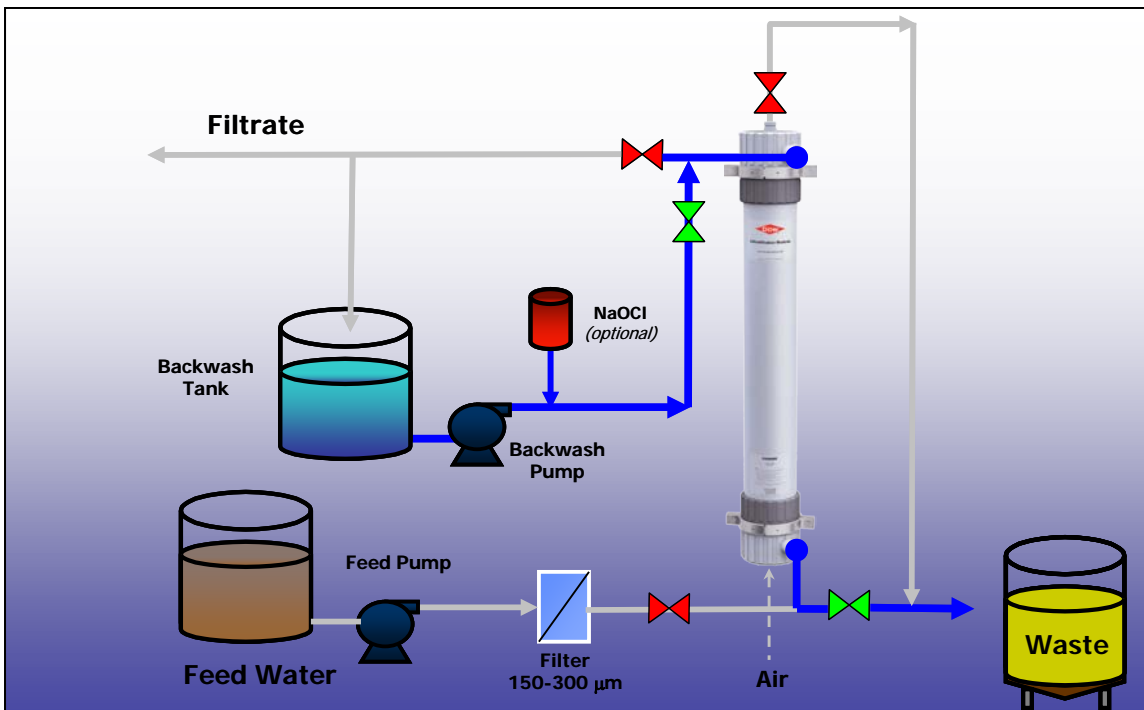 Filtrate
NaOCl
(optional)
Backwash
Tank
Backwash
Pump
Feed Pump
Feed Water
Filter
150-300 μm
Air
Waste